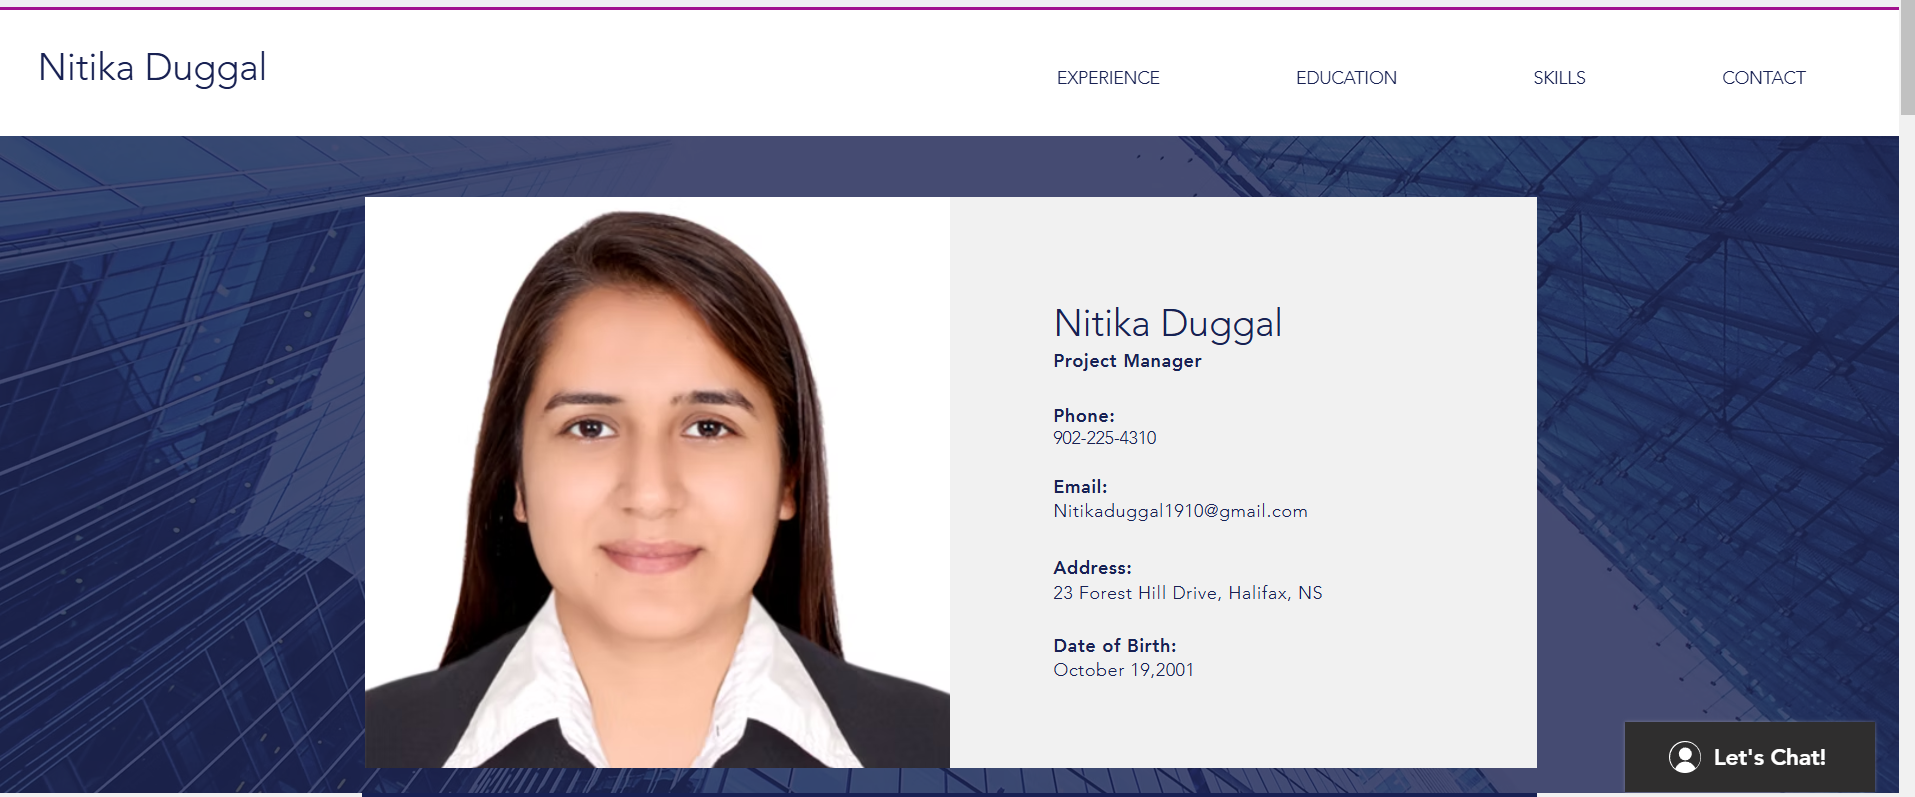 Nitika Duggal
EXPERIENCE
EDUCATION
SKILLS
CONTACT
Nitika Duggal
Project Manager
Phone:
902-225-4310
Email:
Nitikaduggal1910@gmail.com
Address:
23 Forest Hill Drive, Halifax, NS
Date of Birth:
October 19,2001
Let's Chat!